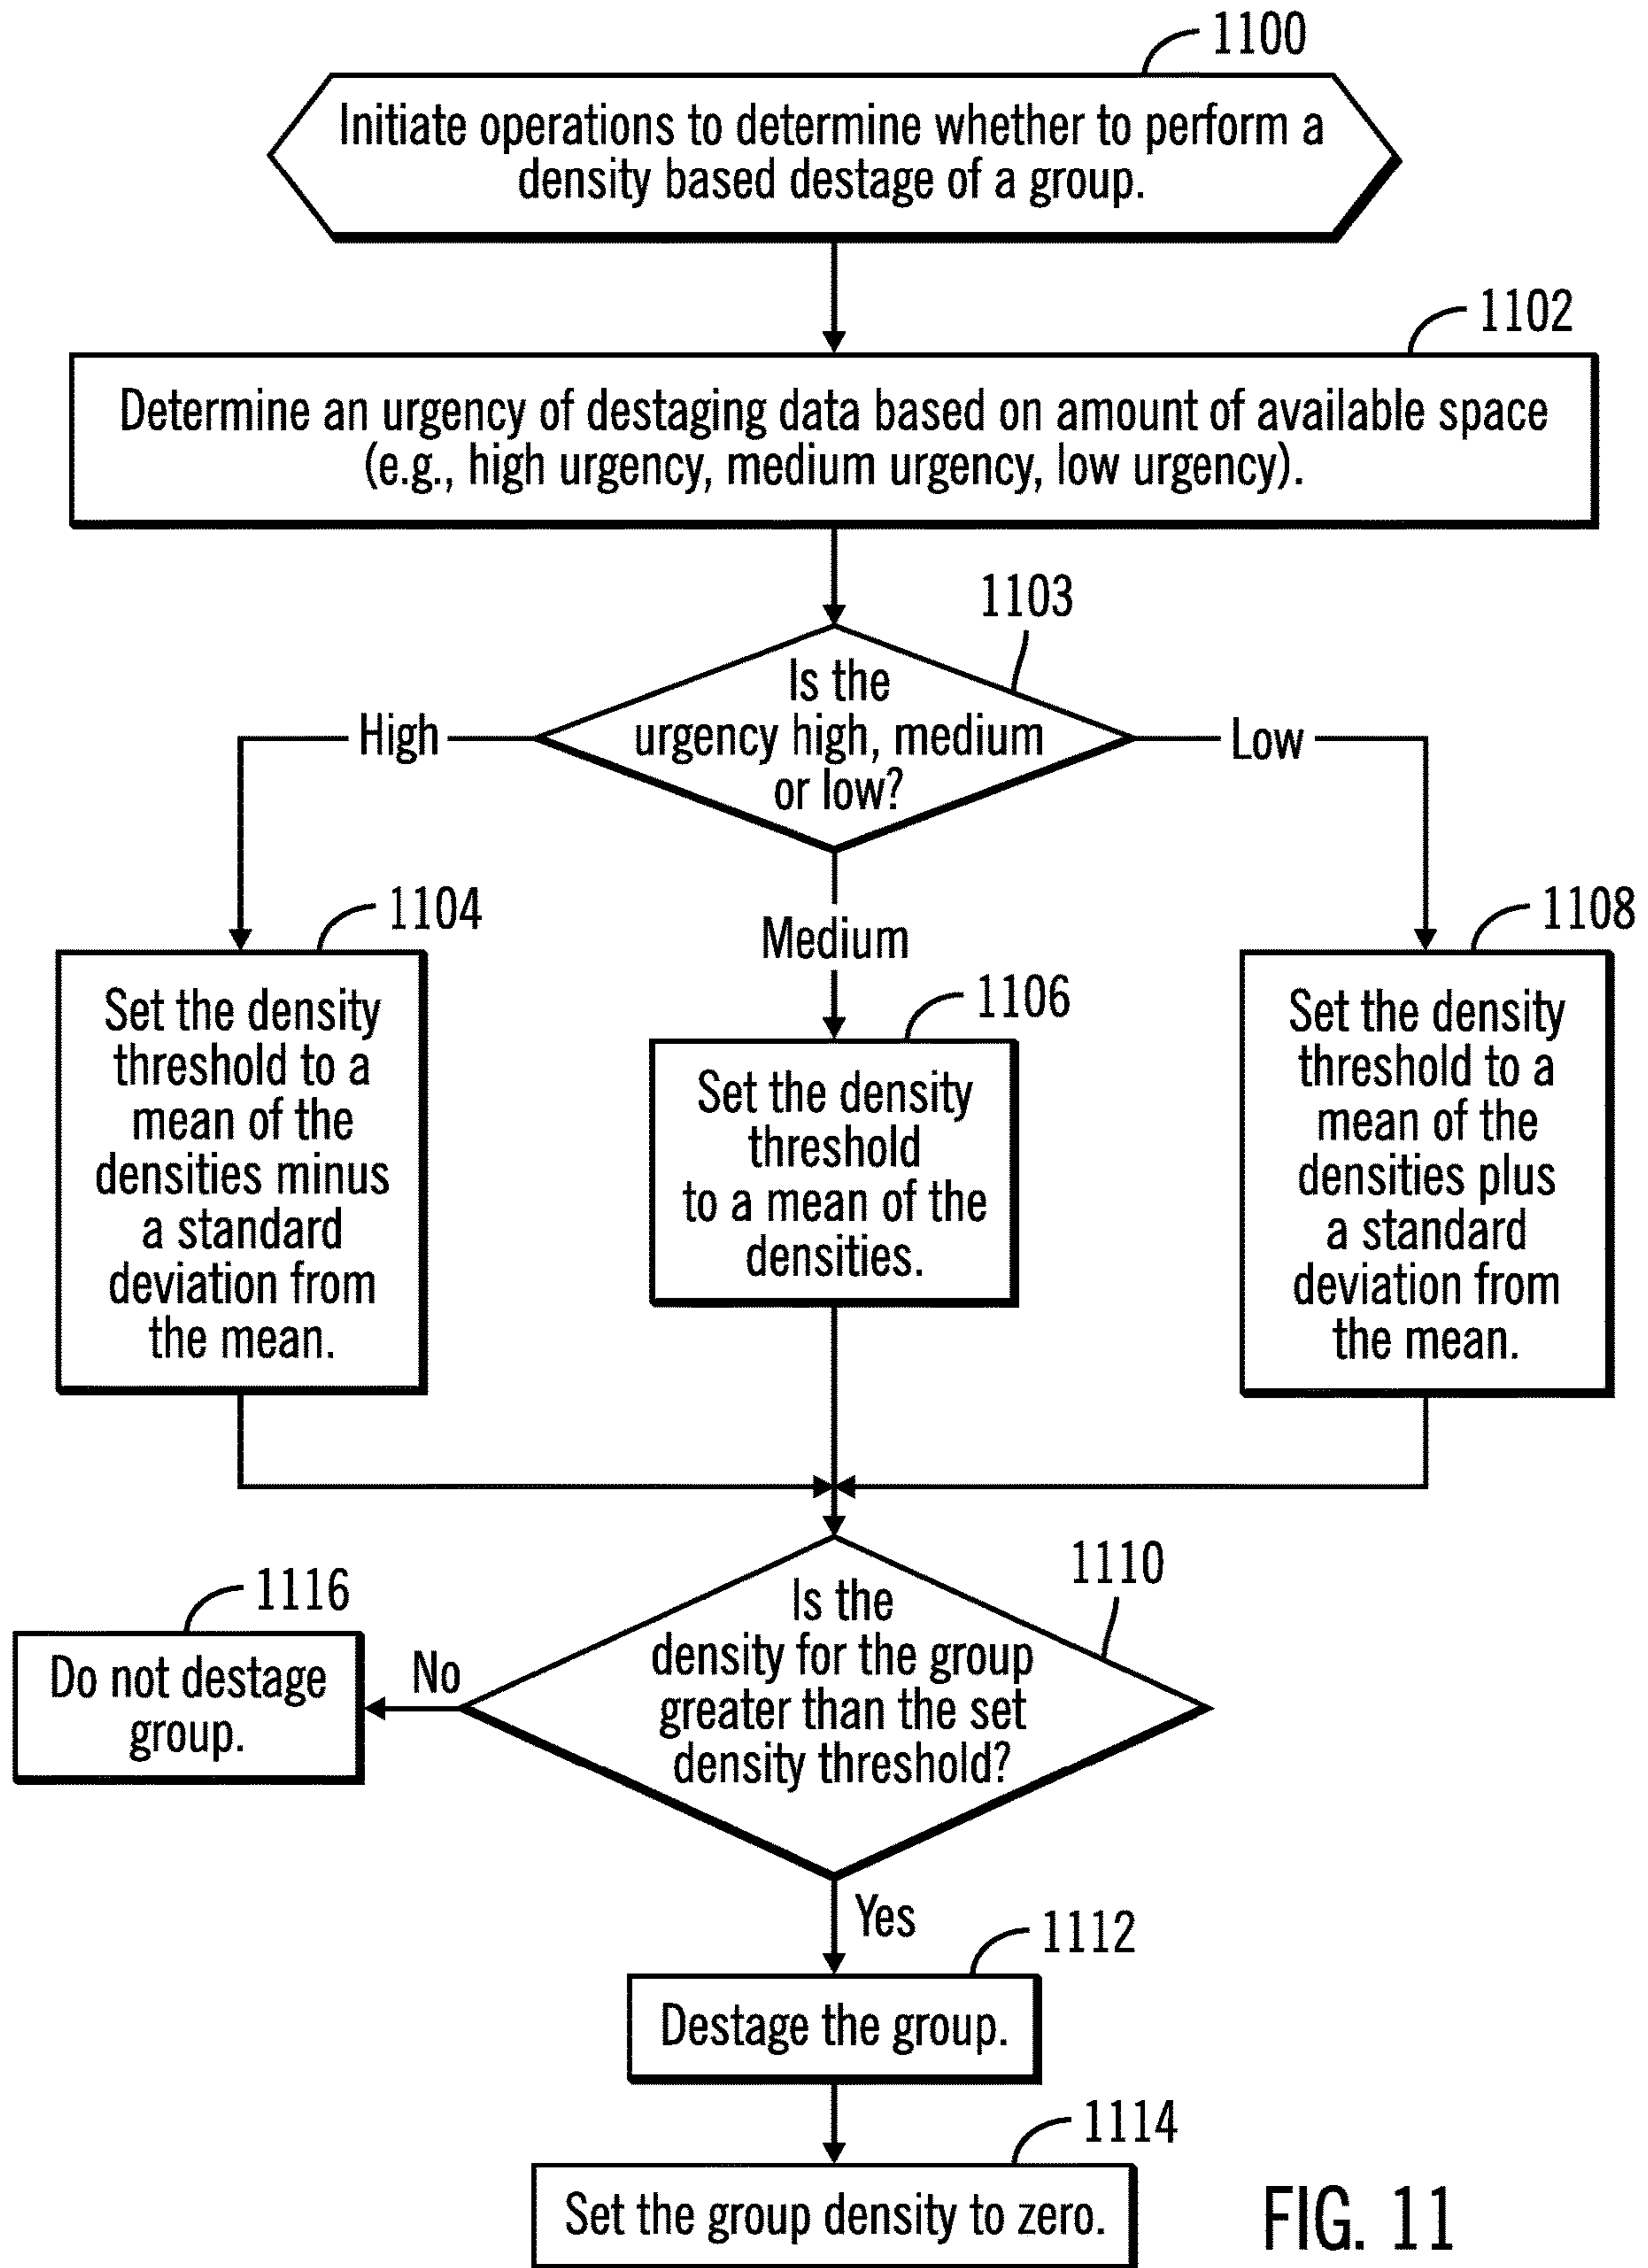 1100
Initiate operations to determine whether to perform a
density based destage of a group.
1102
Determine an urgency of destaging data based on amount of available space
(e.g., high urgency, medium urgency, low urgency).
1103
Is the
urgency high, medium
or low?
High
Low
Medium
1104
Set the density
threshold to a
mean of the
densities minus
a standard
deviation from
the mean.
1106
Set the density
threshold
to a mean of the
densities.
1108
Set the density
threshold to a
mean of the
densities plus
a standard
deviation from
the mean.
1110
Is the
density for the group
greater than the set
density threshold?
No
1116
Do not destage
group.
Yes
1112
Destage the group.
1114
Set the group density to zero.
FIG. 11